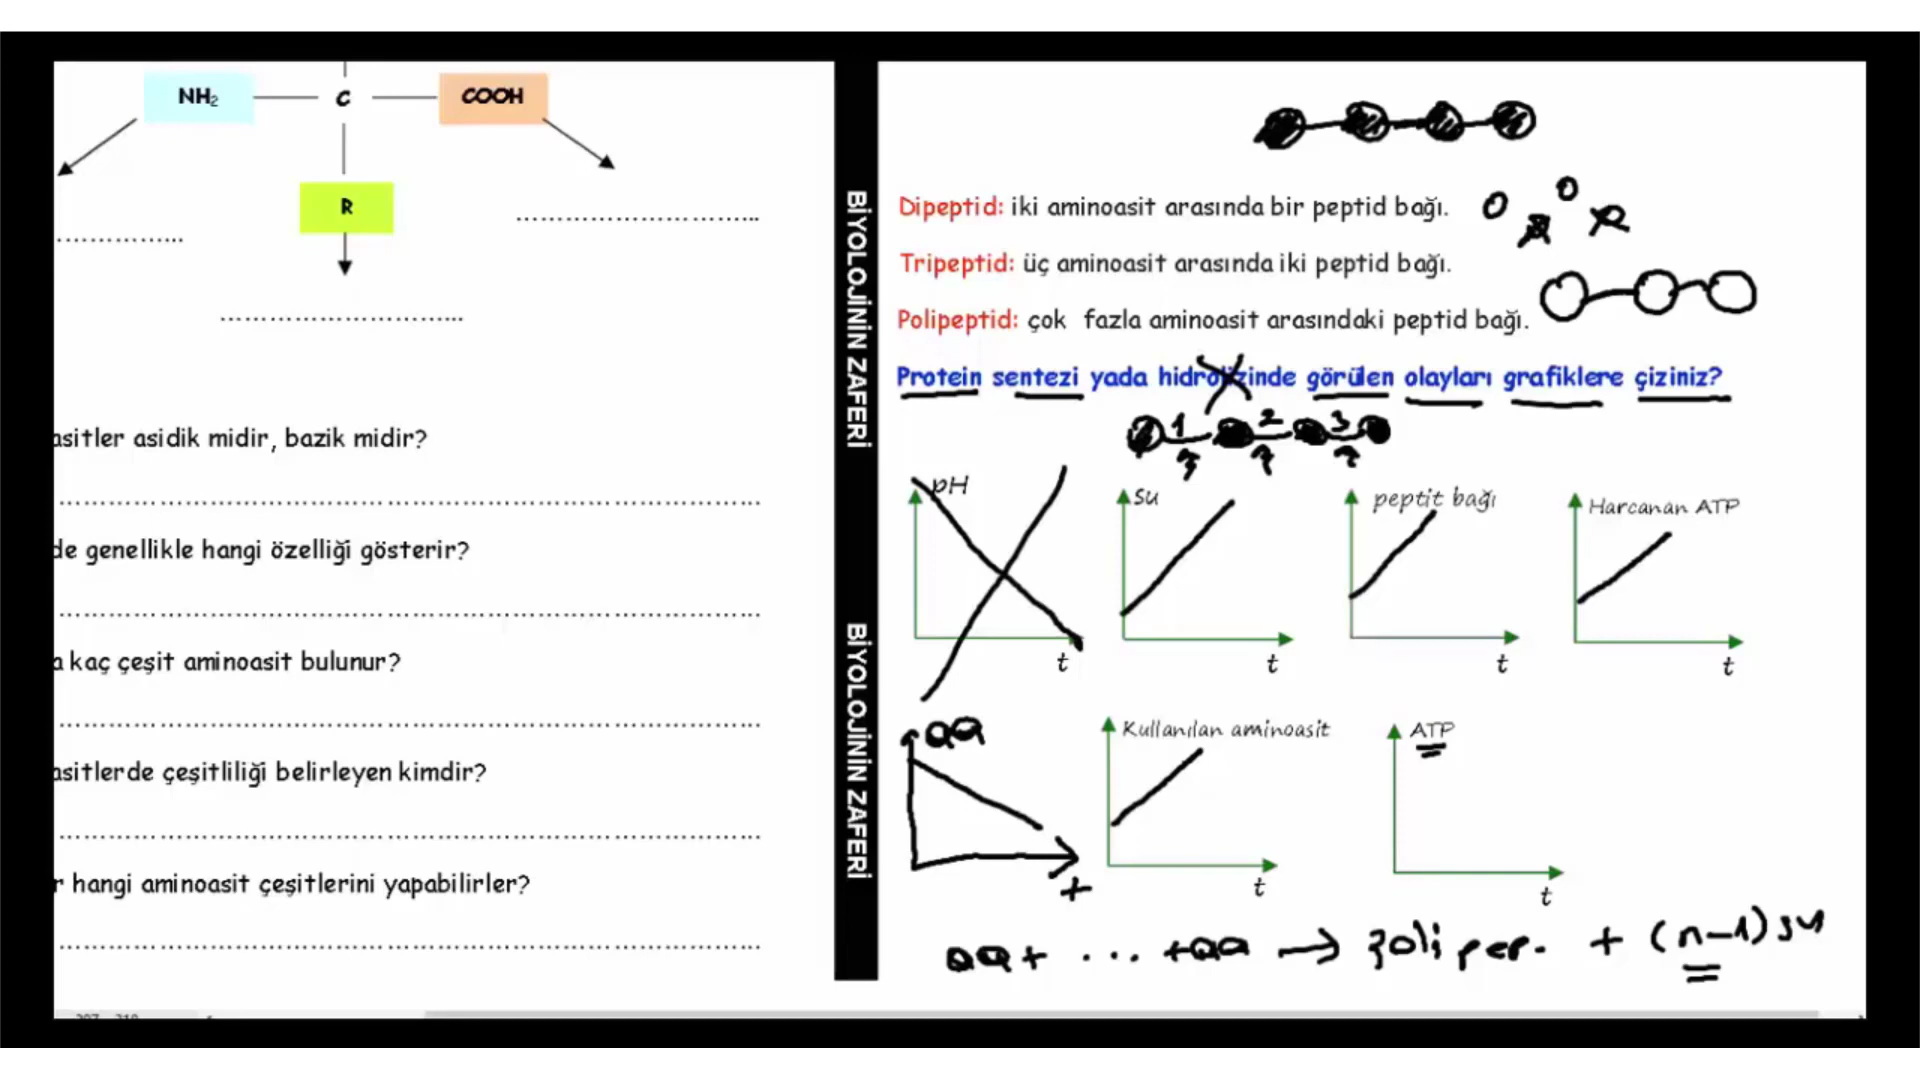 NH₂
C
COOH
R
...........................
...............
.............................
asitler asidik midir, bazik midir?
de genellikle hangi özelliği gösterir?
a kaç çeşit aminoasit bulunur?
asitlerde çeşitliliği belirleyen kimdir?
r hangi aminoasit çeşitlerini yapabilirler?
BİYOLOJİNİN ZAFERİ
BİYOLOJİNİN ZAFERİ
Dipeptid: iki aminoasit arasında bir peptid bağı.
Tripeptid: üç aminoasit arasında iki peptid bağı.
Polipeptid: çok fazla aminoasit arasındaki peptid bağı.
Protein sentezi yada hidrolizinde görülen olayları grafiklere çiziniz?
1 2 3
pH
t
su
t
peptit bağı
t
Harcanan ATP
t
aa
t
Kullanılan aminoasit
t
ATP
t
aa+ ... +aa → polipep. + (n-1) su